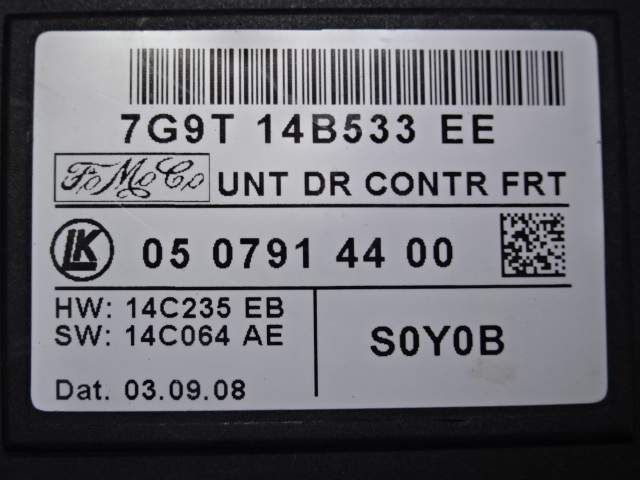 7G9T 14B533 EE
FoMoCo UNT DR CONTR FRT
LK 05 0791 44 00
HW: 14C235 EB
SW: 14C064 AE
S0Y0B
Dat. 03.09.08